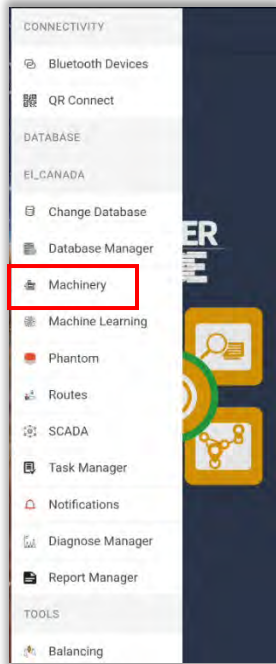 CONNECTIVITY
Bluetooth Devices
QR Connect
DATABASE
EI_CANADA
Change Database
Database Manager
ER
Machinery
E
Machine Learning
Phantom
Routes
SCADA
Task Manager
Notifications
Diagnose Manager
Report Manager
TOOLS
Balancing